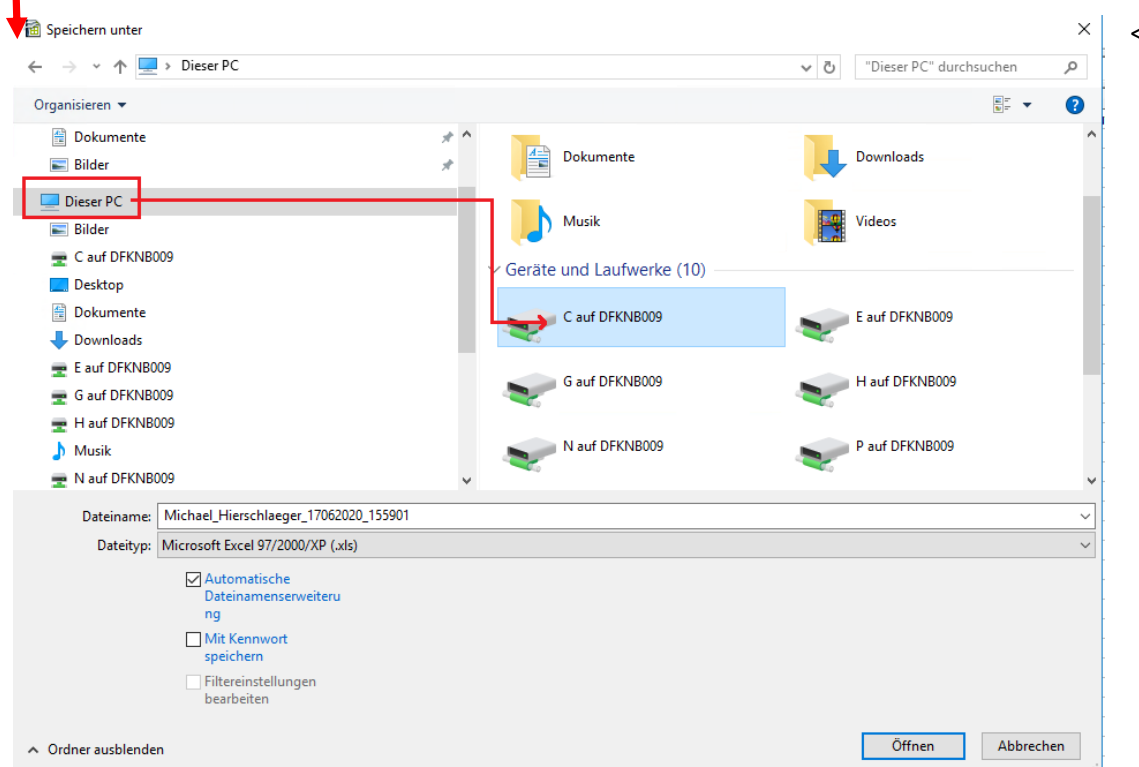 Speichern unter
<
Dieser PC
"Dieser PC" durchsuchen
Organisieren
Dokumente
Bilder
Dieser PC
Bilder
C auf DFKNB009
Desktop
Dokumente
Downloads
E auf DFKNB009
G auf DFKNB009
H auf DFKNB009
Musik
N auf DFKNB009
Dokumente
Downloads
Musik
Videos
Geräte und Laufwerke (10)
C auf DFKNB009
E auf DFKNB009
G auf DFKNB009
H auf DFKNB009
N auf DFKNB009
P auf DFKNB009
Dateiname: Michael_Hierschlaeger_17062020_155901
Dateityp: Microsoft Excel 97/2000/XP (.xls)
Automatische
Dateinamenserweiteru
ng
Mit Kennwort
speichern
Filtereinstellungen
bearbeiten
Ordner ausblenden
Öffnen
Abbrechen